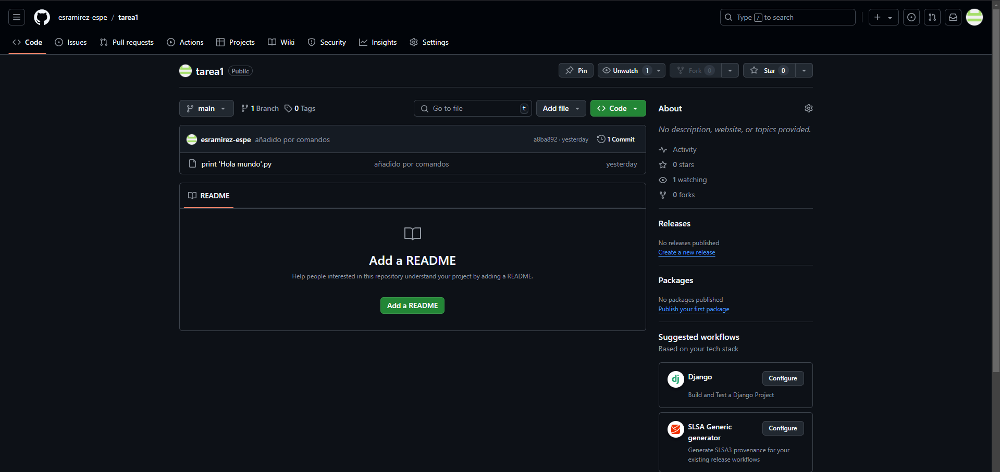 esramirez-espe / tarea1
Type / to search
Code Issues Pull requests Actions Projects Wiki Security Insights Settings
tarea1 Public
Pin Unwatch 1 Fork 0 Star 0
main 1 Branch 0 Tags Go to file t Add file Code
esramirez-espe añadido por comandos a8ba892 · yesterday 1 Commit
print 'Hola mundo'.py añadido por comandos yesterday
README
Add a README
Help people interested in this repository understand your project by adding a README.
Add a README
About
No description, website, or topics provided.
Activity
0 stars
1 watching
0 forks
Releases
No releases published
Create a new release
Packages
No packages published
Publish your first package
Suggested workflows
Based on your tech stack
dj Django Configure
Build and Test a Django Project
SLSA Generic
generator
Configure
Generate SLSA3 provenance for your
existing release workflows